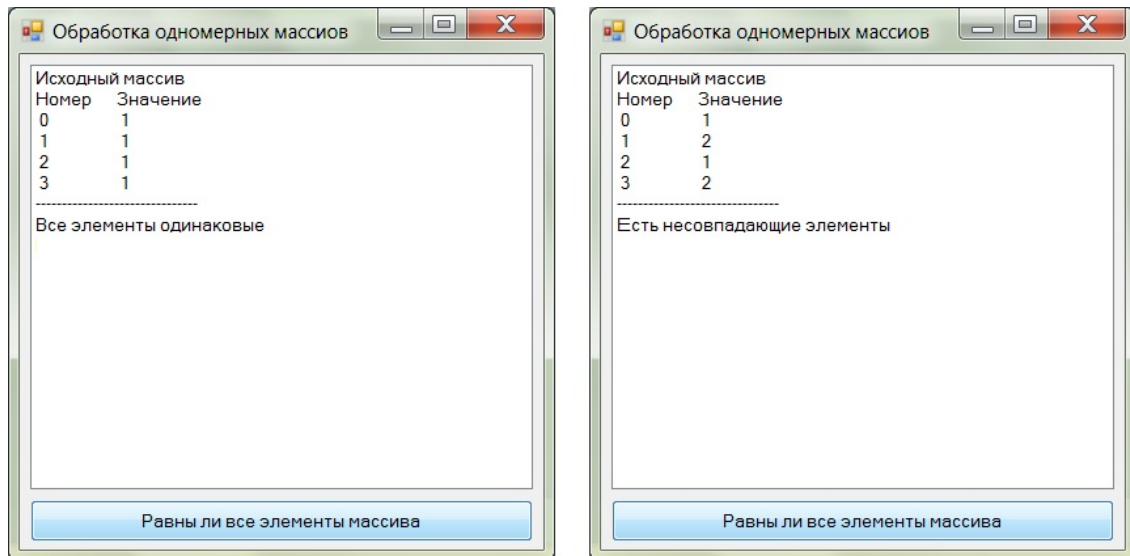 Обработка одномерных массиов
Исходный массив
Номер Значение
0 1
1 1
2 1
3 1
-------------------------------
Все элементы одинаковые
Равны ли все элементы массива
Обработка одномерных массиов
Исходный массив
Номер Значение
0 1
1 2
2 1
3 2
-------------------------------
Есть несовпадающие элементы
Равны ли все элементы массива